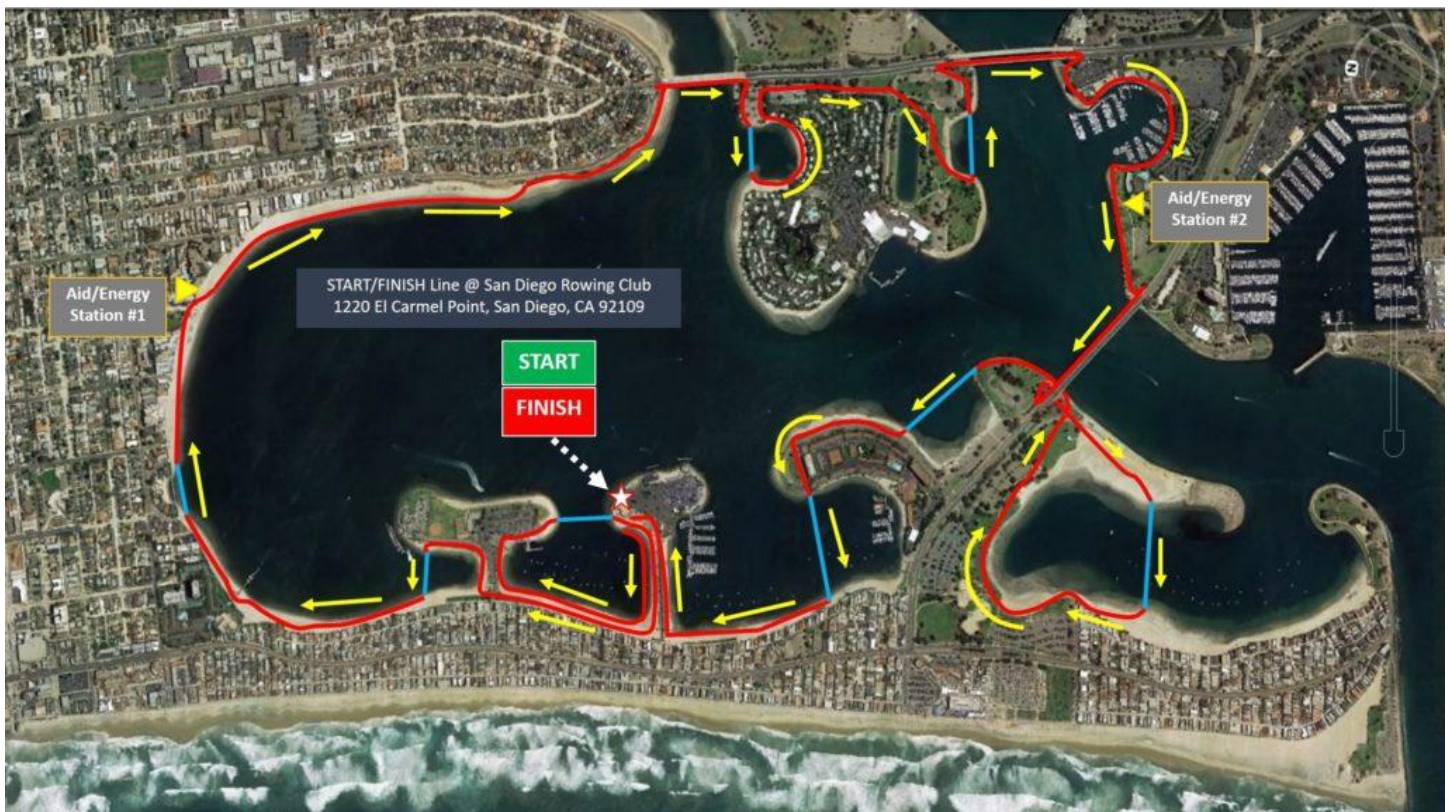 N
Aid/Energy
Station #2
START/FINISH Line @ San Diego Rowing Club
1220 El Carmel Point, San Diego, CA 92109
Aid/Energy
Station #1
START
FINISH